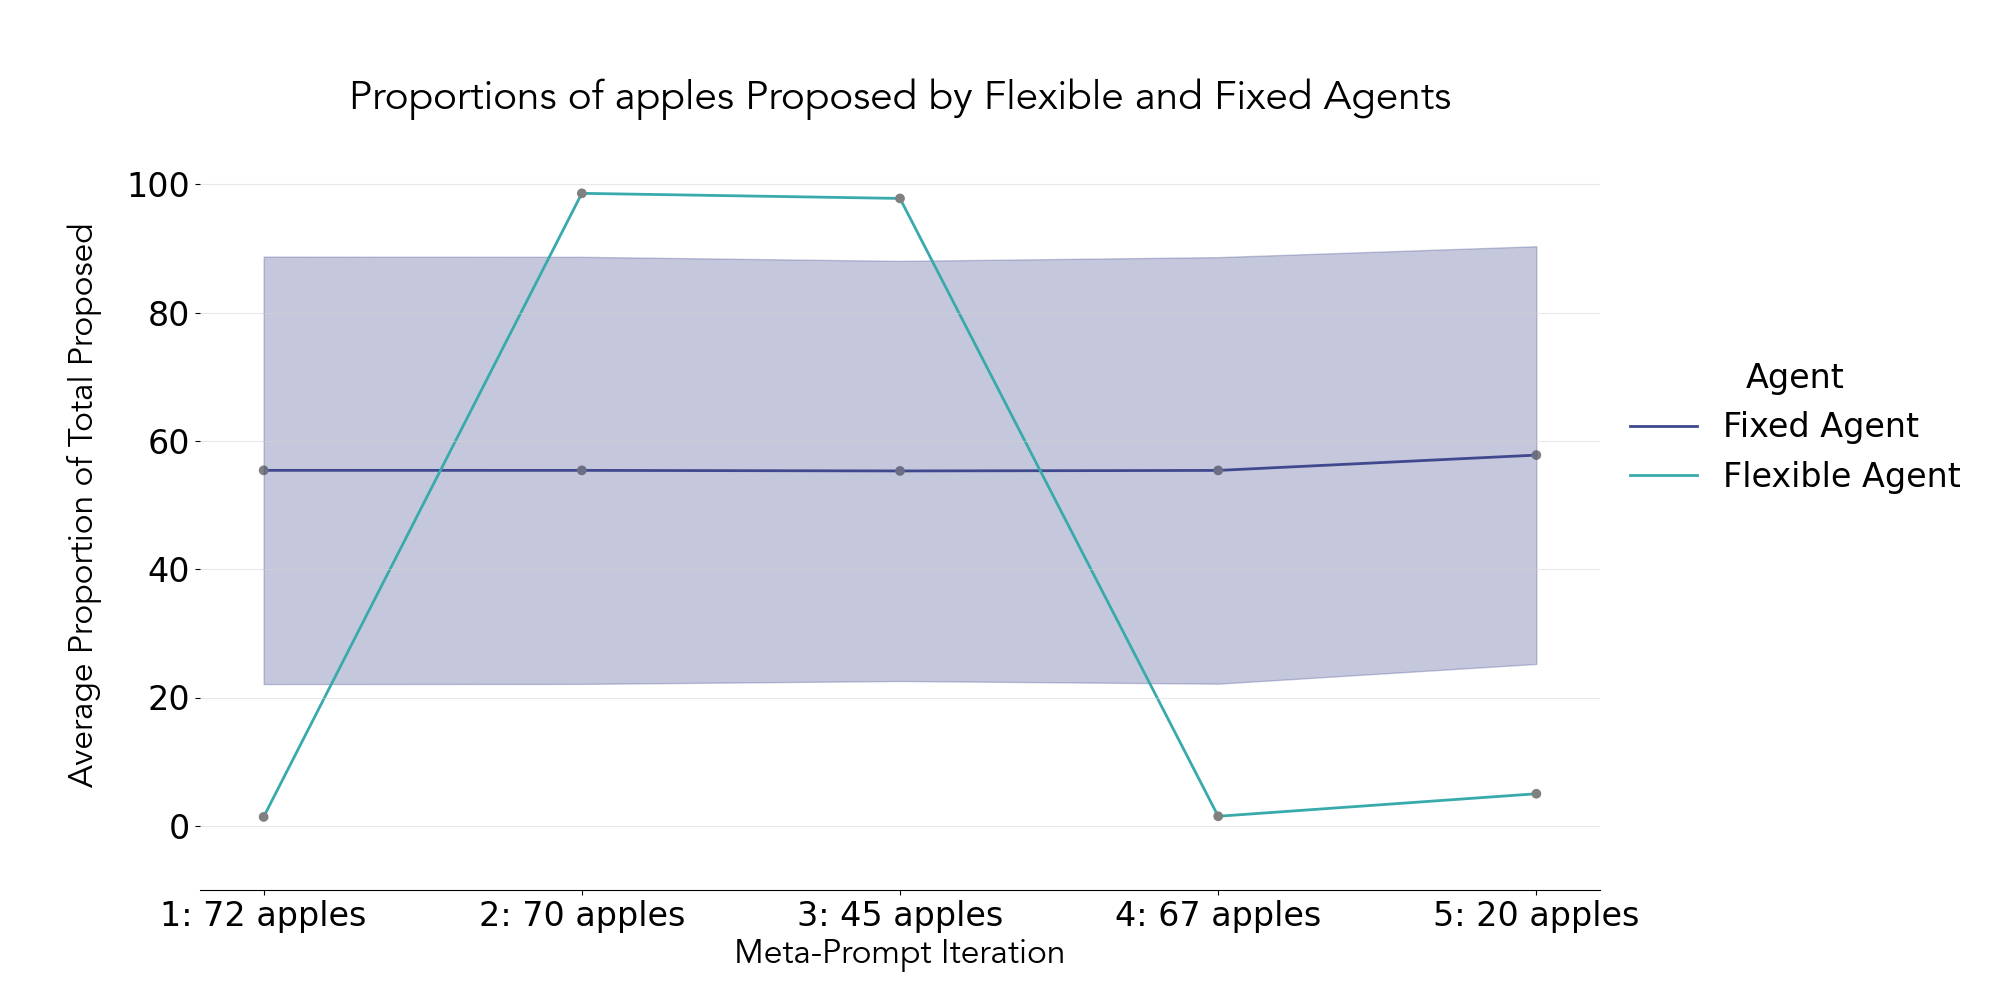 Proportions of apples Proposed by Flexible and Fixed Agents
Average Proportion of Total Proposed
100
80
60
40
20
0
1: 72 apples
2: 70 apples
3: 45 apples
4: 67 apples
5: 20 apples
Meta-Prompt Iteration
Agent
Fixed Agent
Flexible Agent